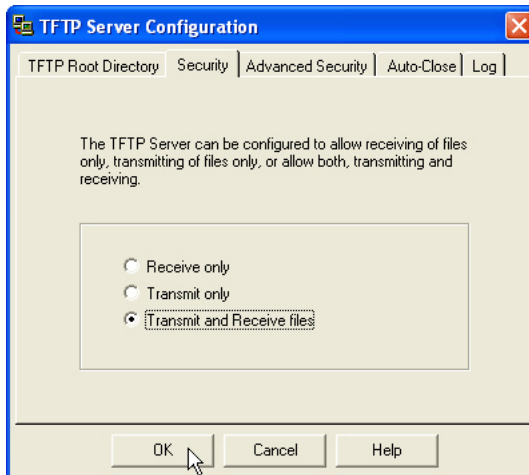 TFTP Server Configuration
TFTP Root Directory Security Advanced Security Auto-Close Log
The TFTP Server can be configured to allow receiving of files
only, transmitting of files only, or allow both, transmitting and
receiving.
Receive only
Transmit only
Transmit and Receive files
OK Cancel Help